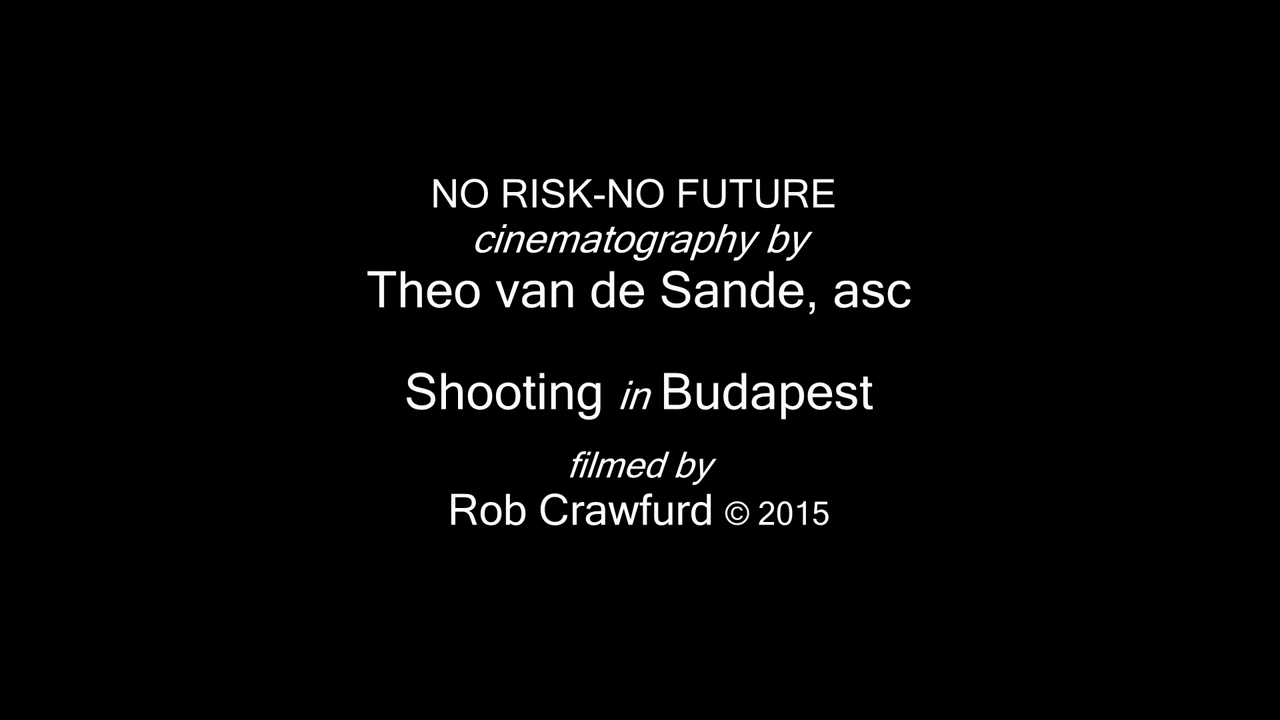 NO RISK-NO FUTURE
cinematography by
Theo van de Sande, asc
Shooting in Budapest
filmed by
Rob Crawfurd © 2015